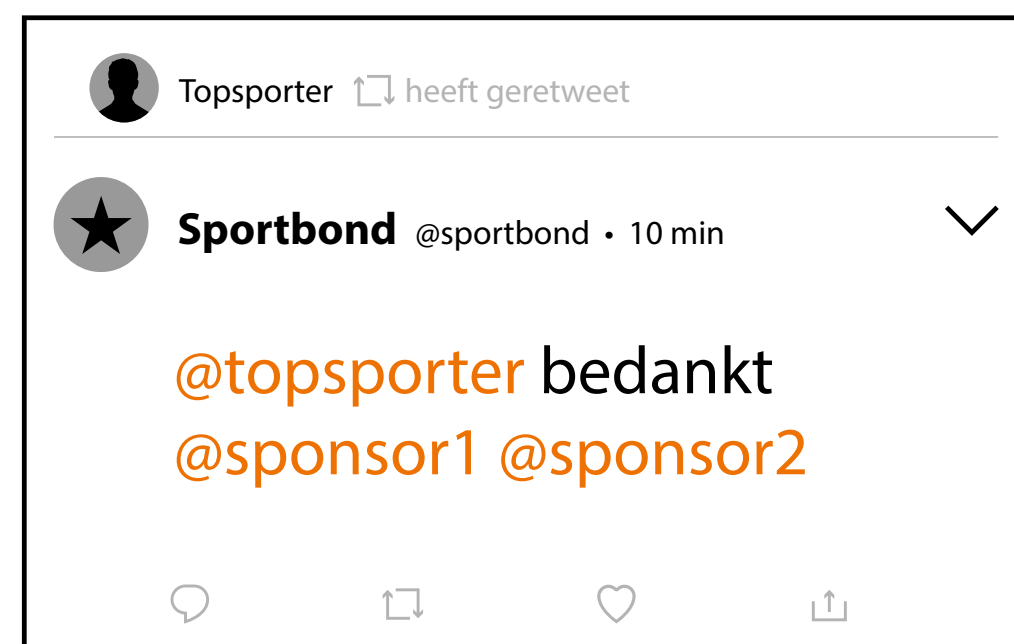 Topsporter heeft geretweet
Sportbond @sportbond • 10 min
@topsporter bedankt
@sponsor1 @sponsor2